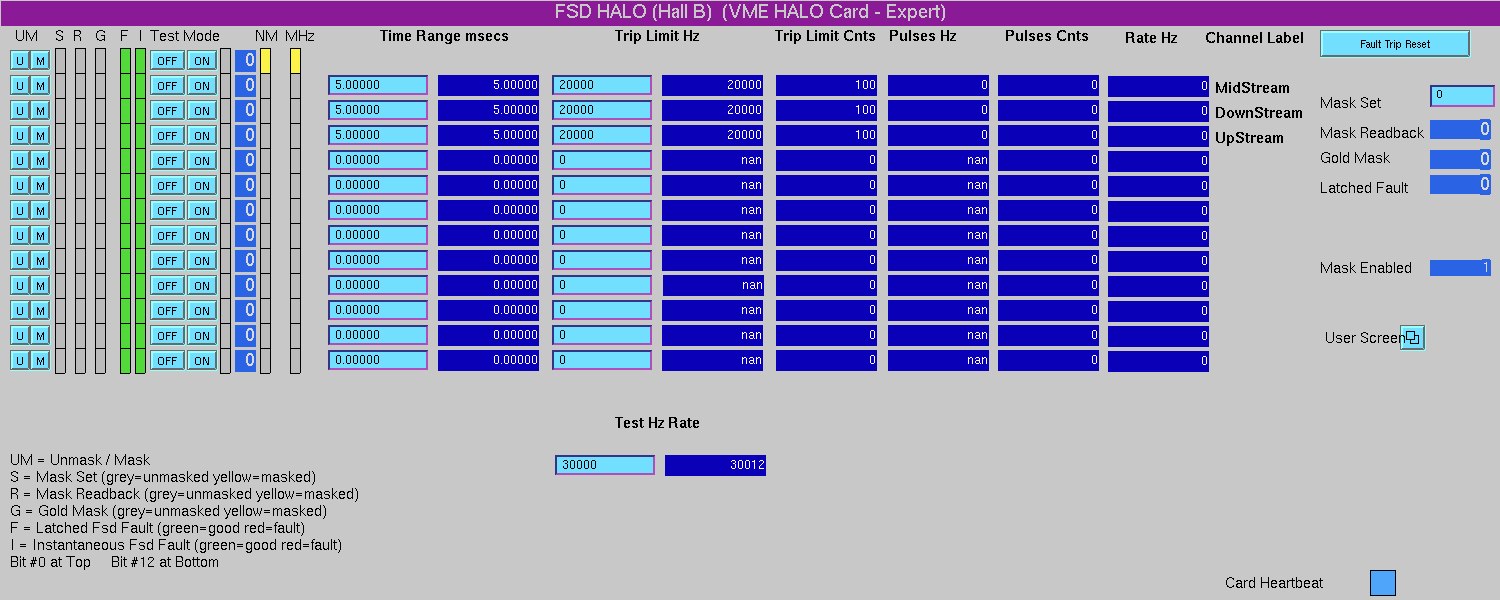 FSD HALO (Hall B) (VME HALO Card - Expert)
UM S R G F I Test Mode NM MHz Time Range msecs Trip Limit Hz Trip Limit Cnts Pulses Hz Pulses Cnts Rate Hz Channel Label Fault Trip Reset
U M OFF ON 0
U M OFF ON 0 5.00000 5.00000 20000 20000 100 0 0 0 MidStream
Mask Set 0
U M OFF ON 0 5.00000 5.00000 20000 20000 100 0 0 0 DownStream
Mask Readback 0
U M OFF ON 0 5.00000 5.00000 20000 20000 100 0 0 0 UpStream
U M OFF ON 0 0.00000 0.00000 0 nan 0 nan 0 0 Gold Mask 0
U M OFF ON 0 0.00000 0.00000 0 nan 0 nan 0 0 Latched Fault 0
U M OFF ON 0 0.00000 0.00000 0 nan 0 nan 0 0
U M OFF ON 0 0.00000 0.00000 0 nan 0 nan 0 0
U M OFF ON 0 0.00000 0.00000 0 nan 0 nan 0 0 Mask Enabled 1
U M OFF ON 0 0.00000 0.00000 0 nan 0 nan 0 0
U M OFF ON 0 0.00000 0.00000 0 nan 0 nan 0 0
U M OFF ON 0 0.00000 0.00000 0 nan 0 nan 0 0 User Screen
U M OFF ON 0 0.00000 0.00000 0 nan 0 nan 0 0
Test Hz Rate
30000 30012
UM = Unmask / Mask
S = Mask Set (grey=unmasked yellow=masked)
R = Mask Readback (grey=unmasked yellow=masked)
G = Gold Mask (grey=unmasked yellow=masked)
F = Latched Fsd Fault (green=good red=fault)
I = Instantaneous Fsd Fault (green=good red=fault)
Bit #0 at Top Bit #12 at Bottom
Card Heartbeat